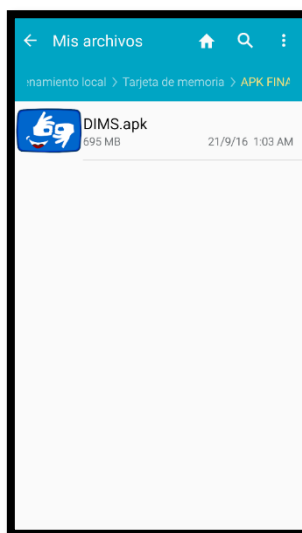 Mis archivos
enamiento local > Tarjeta de memoria > APK FINA
DIMS.apk
695 MB
21/9/16 1:03 AM